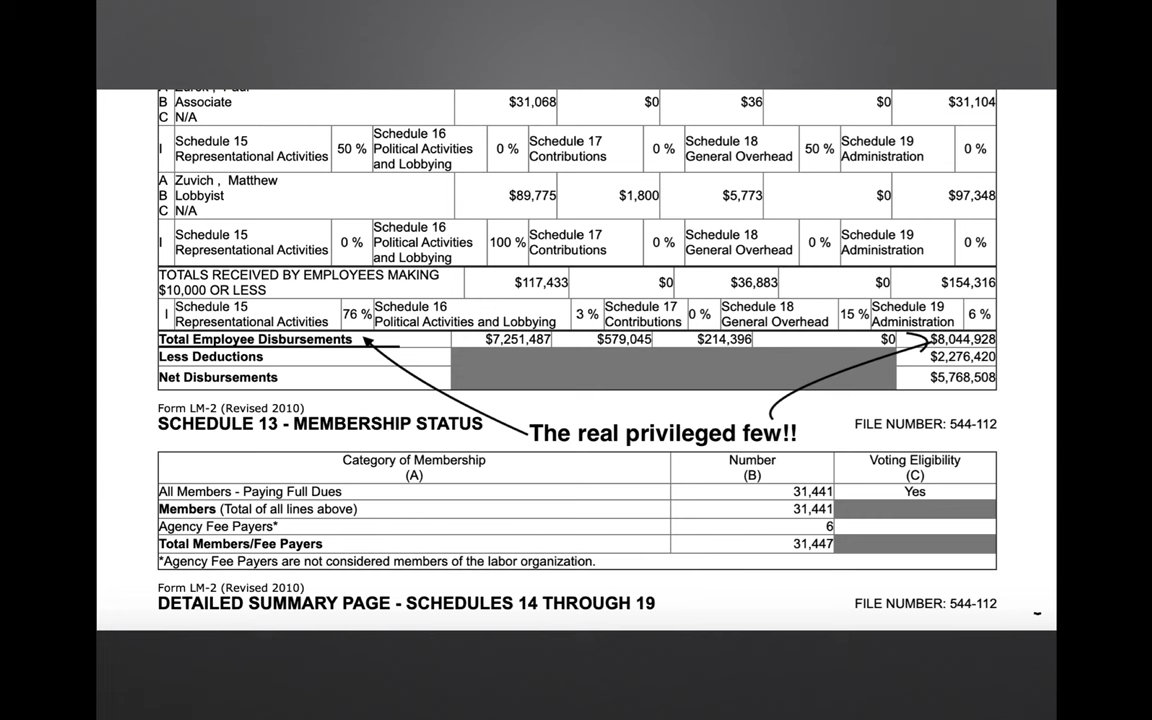 B Associate $31,068 $0 $36 $0 $31,104
C N/A
I Schedule 15 Representational Activities 50 % Schedule 16 Political Activities and Lobbying 0 % Schedule 17 Contributions 0 % Schedule 18 General Overhead 50 % Schedule 19 Administration 0 %
A Zuvich , Matthew
B Lobbyist $89,775 $1,800 $5,773 $0 $97,348
C N/A
I Schedule 15 Representational Activities 0 % Schedule 16 Political Activities and Lobbying 100 % Schedule 17 Contributions 0 % Schedule 18 General Overhead 0 % Schedule 19 Administration 0 %
TOTALS RECEIVED BY EMPLOYEES MAKING $10,000 OR LESS $117,433 $0 $36,883 $0 $154,316
I Schedule 15 Representational Activities 76 % Schedule 16 Political Activities and Lobbying 3 % Schedule 17 Contributions 0 % Schedule 18 General Overhead 15 % Schedule 19 Administration 6 %
Total Employee Disbursements $7,251,487 $579,045 $214,396 $0 $8,044,928
Less Deductions $2,276,420
Net Disbursements $5,768,508
Form LM-2 (Revised 2010)
SCHEDULE 13 - MEMBERSHIP STATUS FILE NUMBER: 544-112
The real privileged few!!
Category of Membership Number Voting Eligibility
(A) (B) (C)
All Members - Paying Full Dues 31,441 Yes
Members (Total of all lines above) 31,441
Agency Fee Payers* 6
Total Members/Fee Payers 31,447
*Agency Fee Payers are not considered members of the labor organization.
Form LM-2 (Revised 2010)
DETAILED SUMMARY PAGE - SCHEDULES 14 THROUGH 19 FILE NUMBER: 544-112